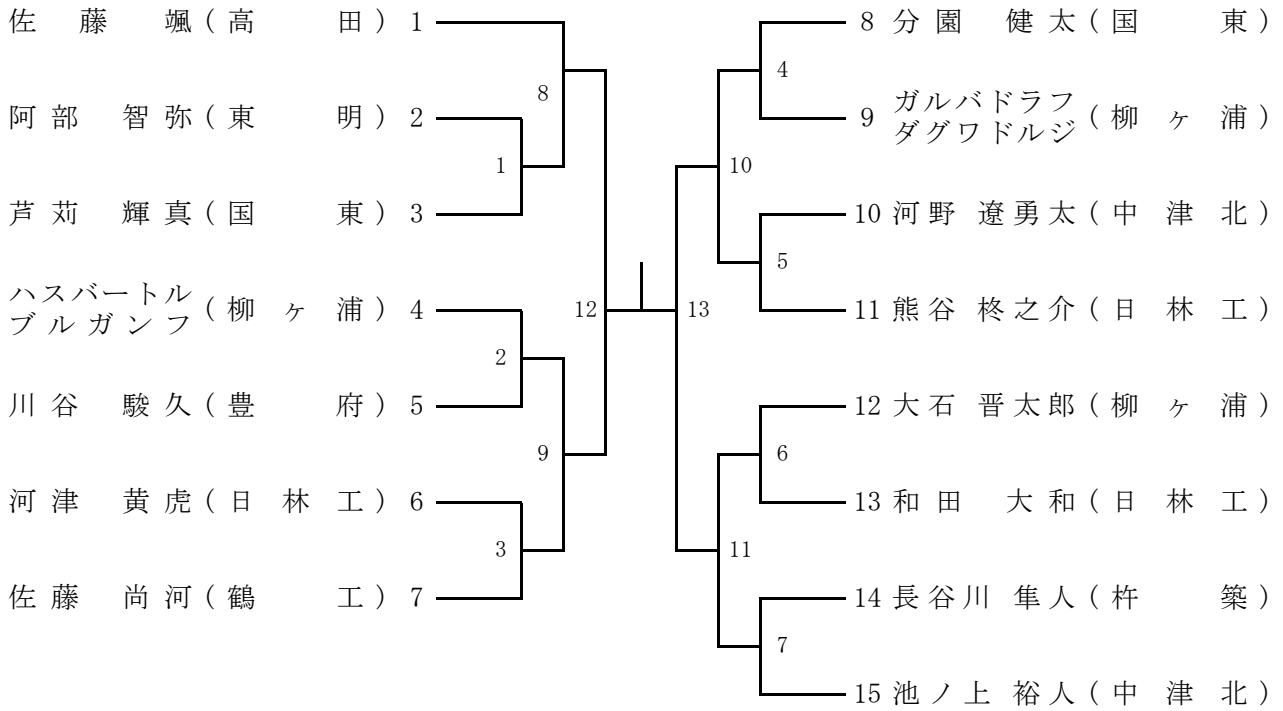 佐藤 颯(高田) 1
阿部 智弥(東明) 2
芦苅 輝真(国東) 3
ハスバートル
ブルガンフ
(柳ヶ浦) 4
川谷 駿久(豊府) 5
河津 黄虎(日林工) 6
佐藤 尚河(鶴工) 7
8
1
2
9
3
12
13
4
10
5
6
11
7
8 分園 健太(国東)
9 ガルバドラフ
ダグワドルジ
(柳ヶ浦)
10 河野 遼勇太(中津北)
11 熊谷 柊之介(日林工)
12 大石 晋太郎(柳ヶ浦)
13 和田 大和(日林工)
14 長谷川 隼人(杵築)
15 池ノ上 裕人(中津北)